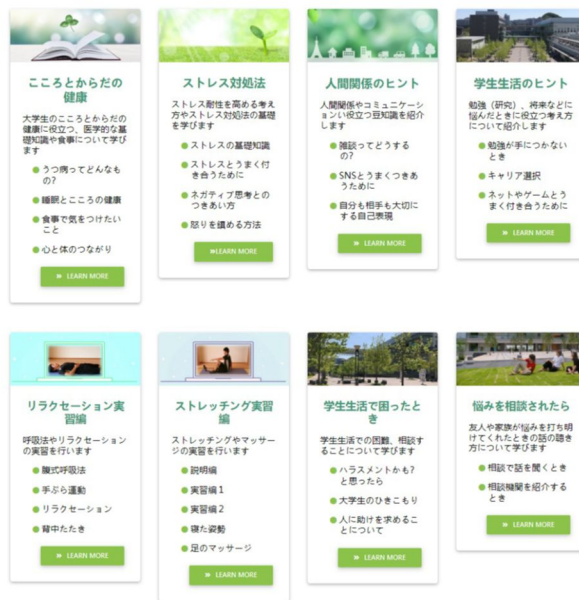 こころとからだの
健康
大学生のこころとからだの
健康に役立つ、医学的な基
礎知識や食事について学び
ます
うつ病ってどんなも
の?
睡眠とこころの健康
食事で気をつけたい
こと
心と体のつながり
» LEARN MORE
ストレス対処法
ストレス耐性を高める考え
方やストレス対処法の基礎
を学びます
ストレスの基礎知識
ストレスとうまく付
き合うために
ネガティブ思考との
つきあい方
怒りを鎮める方法
»LEARN MORE
人間関係のヒント
人間関係やコミュニケーシ
ョンい役立つ豆知識を紹介
します
雑談ってどうする
の?
SNSとうまくつきあ
うために
自分も相手も大切に
する自己表現
» LEARN MORE
学生生活のヒント
勉強（研究）、将来などに
悩んだときに役立つ考え方
について紹介します
勉強が手につかない
とき
キャリア選択
ネットやゲームとう
まく付き合うために
» LEARN MORE
リラクセーション実
習編
呼吸法やリラクセーション
の実習を行います
腹式呼吸法
手ぶら運動
リラクセーション
背中たたき
» LEARN MORE
ストレッチング実習
編
ストレッチングやマッサー
ジの実習を行います
説明編
実習編1
実習編2
寝た姿勢
足のマッサージ
» LEARN MORE
学生生活で困ったと
き
学生生活での困難、相談す
ることについて学びます
ハラスメントかも?
と思ったら
大学生のひきこもり
人に助けを求めるこ
とについて
» LEARN MORE
悩みを相談されたら
友人や家族が悩みを打ち明
けてくれたときの話の聴き
方について学びます
相談で話を聞くとき
相談機関を紹介する
とき
» LEARN MORE